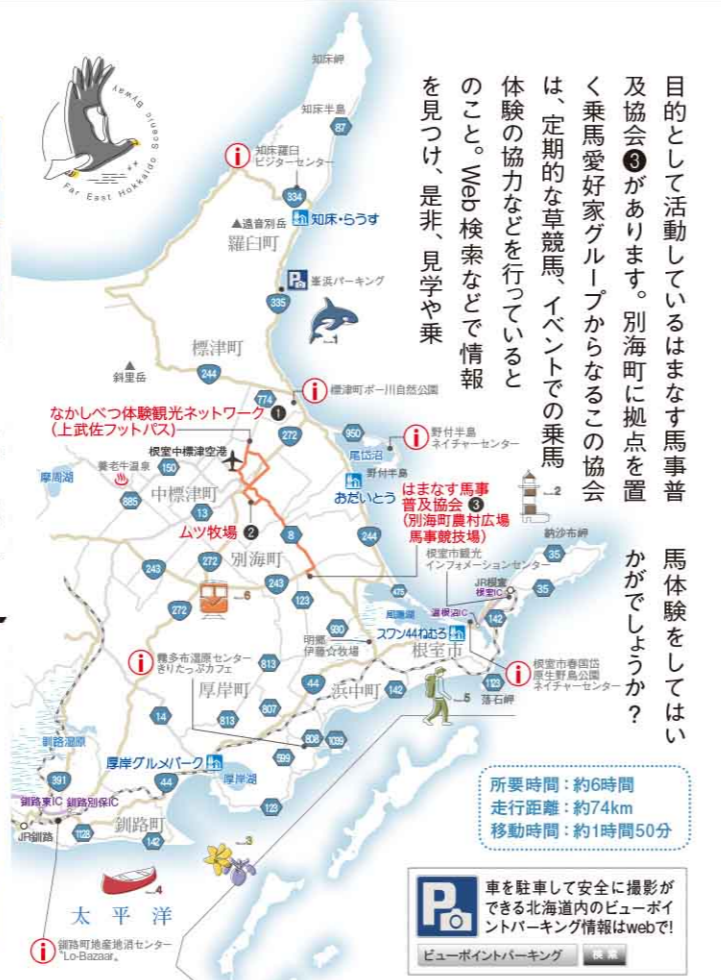 目的として活動しているはまなす馬事普
及協会❸があります。別海町に拠点を置
く乗馬愛好家グループからなるこの協会
は、定期的な草競馬、イベントでの乗馬
体験の協力などを行っていると
のこと。Web検索などで情報
を見つけ、是非、見学や乗
馬体験をしてはい
かがでしょうか?
Far East Hokkaido Scenic Byway
知床岬
知床半島
87
知床羅臼
ビジターセンター
334
▲遠音別岳
知床・らうす
羅臼町
峯浜パーキング
335
...1
標津町
斜里岳
244
774
標津町ポー川自然公園
なかしべつ体験観光ネットワーク❶
(上武佐フットパス)
272
950
野付半島
ネイチャーセンター
尾岱沼
野付半島
おだいとう
根室中標津空港
養老牛温泉
150
摩周湖
885
中標津町
13
はまなす馬事
普及協会❸
(別海町農村広場
馬事競技場)
...2
ムツ牧場❷
8
244
納沙布岬
別海町
272
243
243
根室市観光
インフォメーションセンター
35
JR根室
根室IC
35
123
272
...6
476
風蓮湖
温根沼IC
142
930
スワン44ねむろ
明郷
伊藤☆牧場
根室市
霧多布湿原センター
きりたっぷカフェ
813
根室市春国岱
原生野鳥公園
ネイチャーセンター
厚岸町
44
浜中町
142
1123
落石岬
...5
807
14
813
808
1039
釧路湿原
599
厚岸グルメパーク
391
44
厚岸湖
釧路東IC
釧路別保IC
123
JR釧路
1128
釧路町
142
...3
...4
太平洋
釧路町地産地消センター
"Lo-Bazaar"
所要時間:約6時間
走行距離:約74km
移動時間:約1時間50分
P
車を駐車して安全に撮影が
できる北海道内のビューポイ
ントパーキング情報はwebで!
ビューポイントパーキング
検索